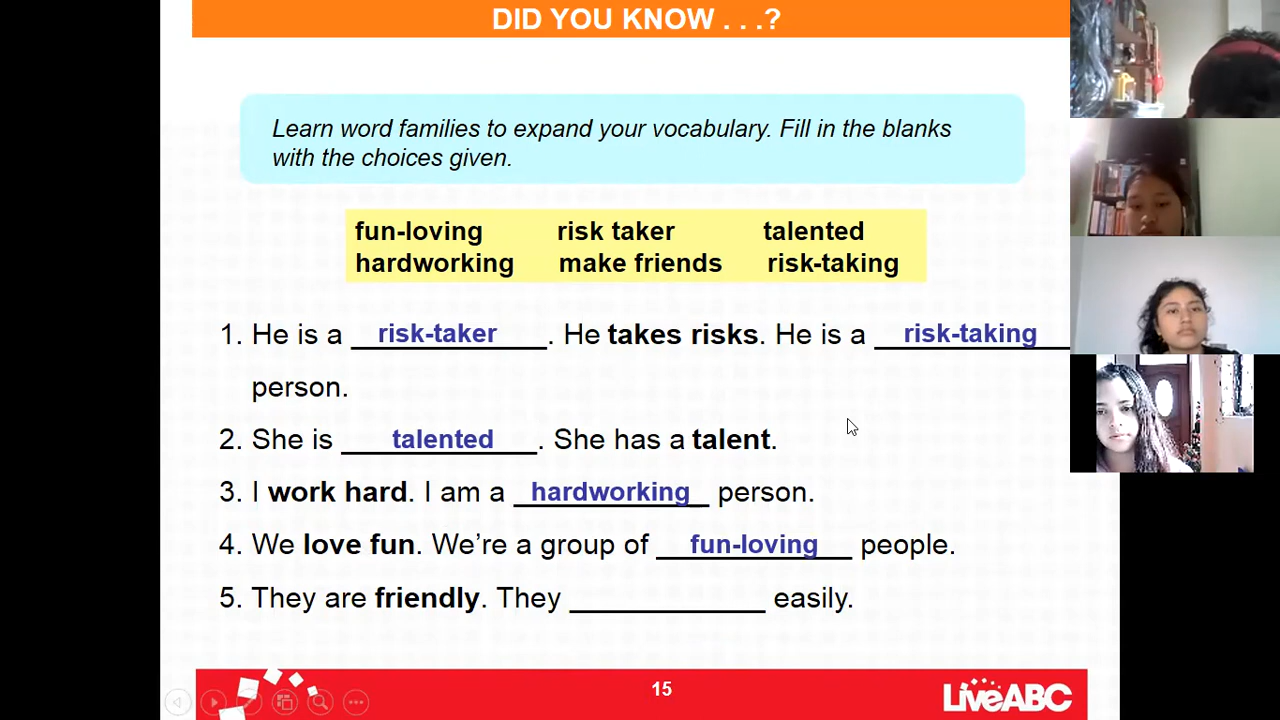 DID YOU KNOW . . .?
Learn word families to expand your vocabulary. Fill in the blanks
with the choices given.
fun-loving risk taker talented
hardworking make friends risk-taking
1. He is a risk-taker. He takes risks. He is a risk-taking
person.
2. She is talented. She has a talent.
3. I work hard. I am a hardworking person.
4. We love fun. We're a group of fun-loving people.
5. They are friendly. They ____________ easily.
15
LiveABC